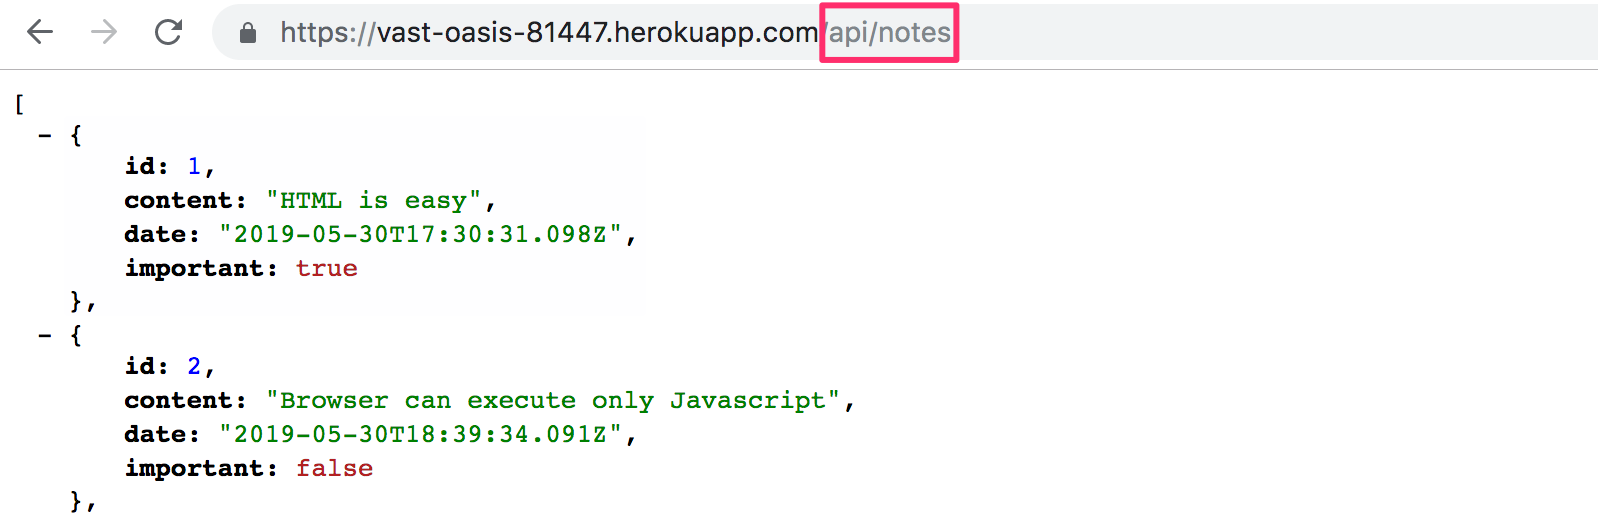 https://vast-oasis-81447.herokuapp.com/api/notes
[
- {
id: 1,
content: "HTML is easy",
date: "2019-05-30T17:30:31.098Z",
important: true
},
- {
id: 2,
content: "Browser can execute only Javascript",
date: "2019-05-30T18:39:34.091Z",
important: false
},